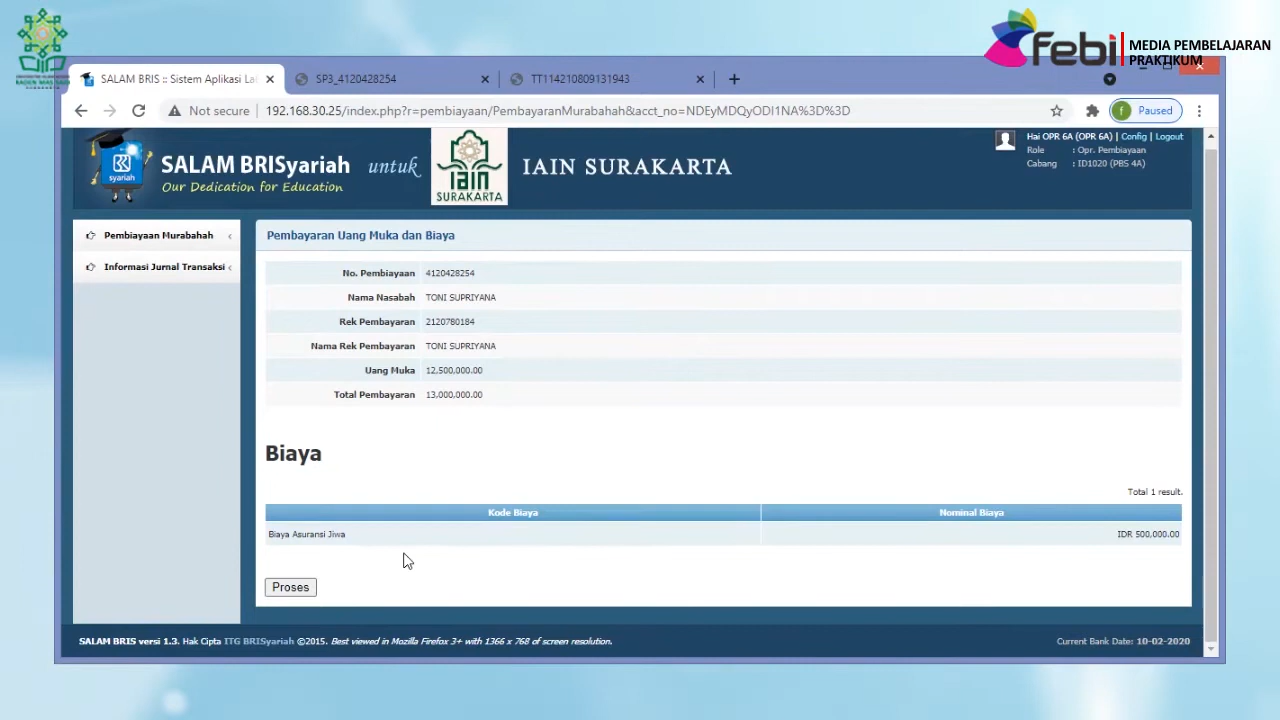 febi
MEDIA PEMBELAJARAN
PRAKTIKUM
SALAM BRIS :: Sistem Aplikasi La
SP3_4120428254
TT114210809131943
Not secure
192.168.30.25/index.php?r=pembiayaan/PembayaranMurabahah&acct_no=NDEyMDQyODI1NA%3D%3D
f
Paused
syariah
SALAM BRISyariah untuk
Our Dedication for Education
iain
SURAKARTA
IAIN SURAKARTA
Hai OPR 6A (OPR 6A) | Config | Logout
Role : Opr. Pembiayaan
Cabang : ID1020 (PBS 4A)
Pembiayaan Murabahah
Informasi Jurnal Transaksi
Pembayaran Uang Muka dan Biaya
No. Pembiayaan 4120428254
Nama Nasabah TONI SUPRIYANA
Rek Pembayaran 2120780184
Nama Rek Pembayaran TONI SUPRIYANA
Uang Muka 12,500,000.00
Total Pembayaran 13,000,000.00
Biaya
Total 1 result.
Kode Biaya Nominal Biaya
Biaya Asuransi Jiwa IDR 500,000.00
Proses
SALAM BRIS versi 1.3. Hak Cipta ITG BRISyariah ©2015. Best viewed in Mozilla Firefox 3+ with 1366 x 768 of screen resolution.
Current Bank Date: 10-02-2020